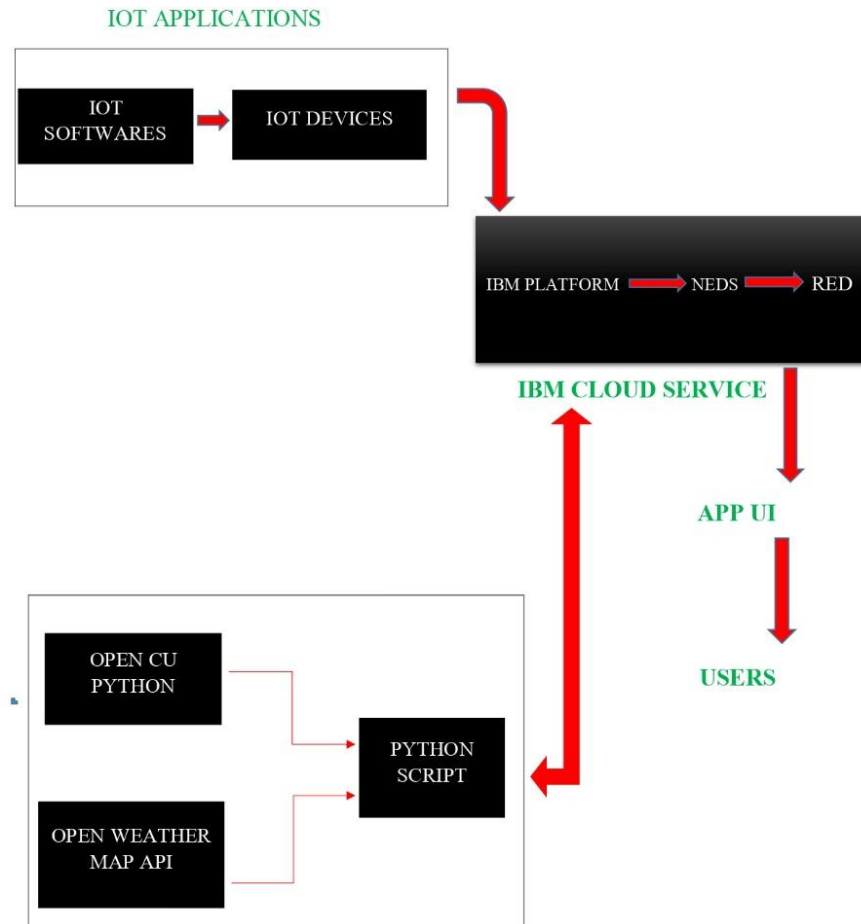 IOT APPLICATIONS
IOT
SOFTWARES
IOT DEVICES
IBM PLATFORM
NEDS
RED
IBM CLOUD SERVICE
APP UI
USERS
OPEN CU
PYTHON
PYTHON
SCRIPT
OPEN WEATHER
MAP API